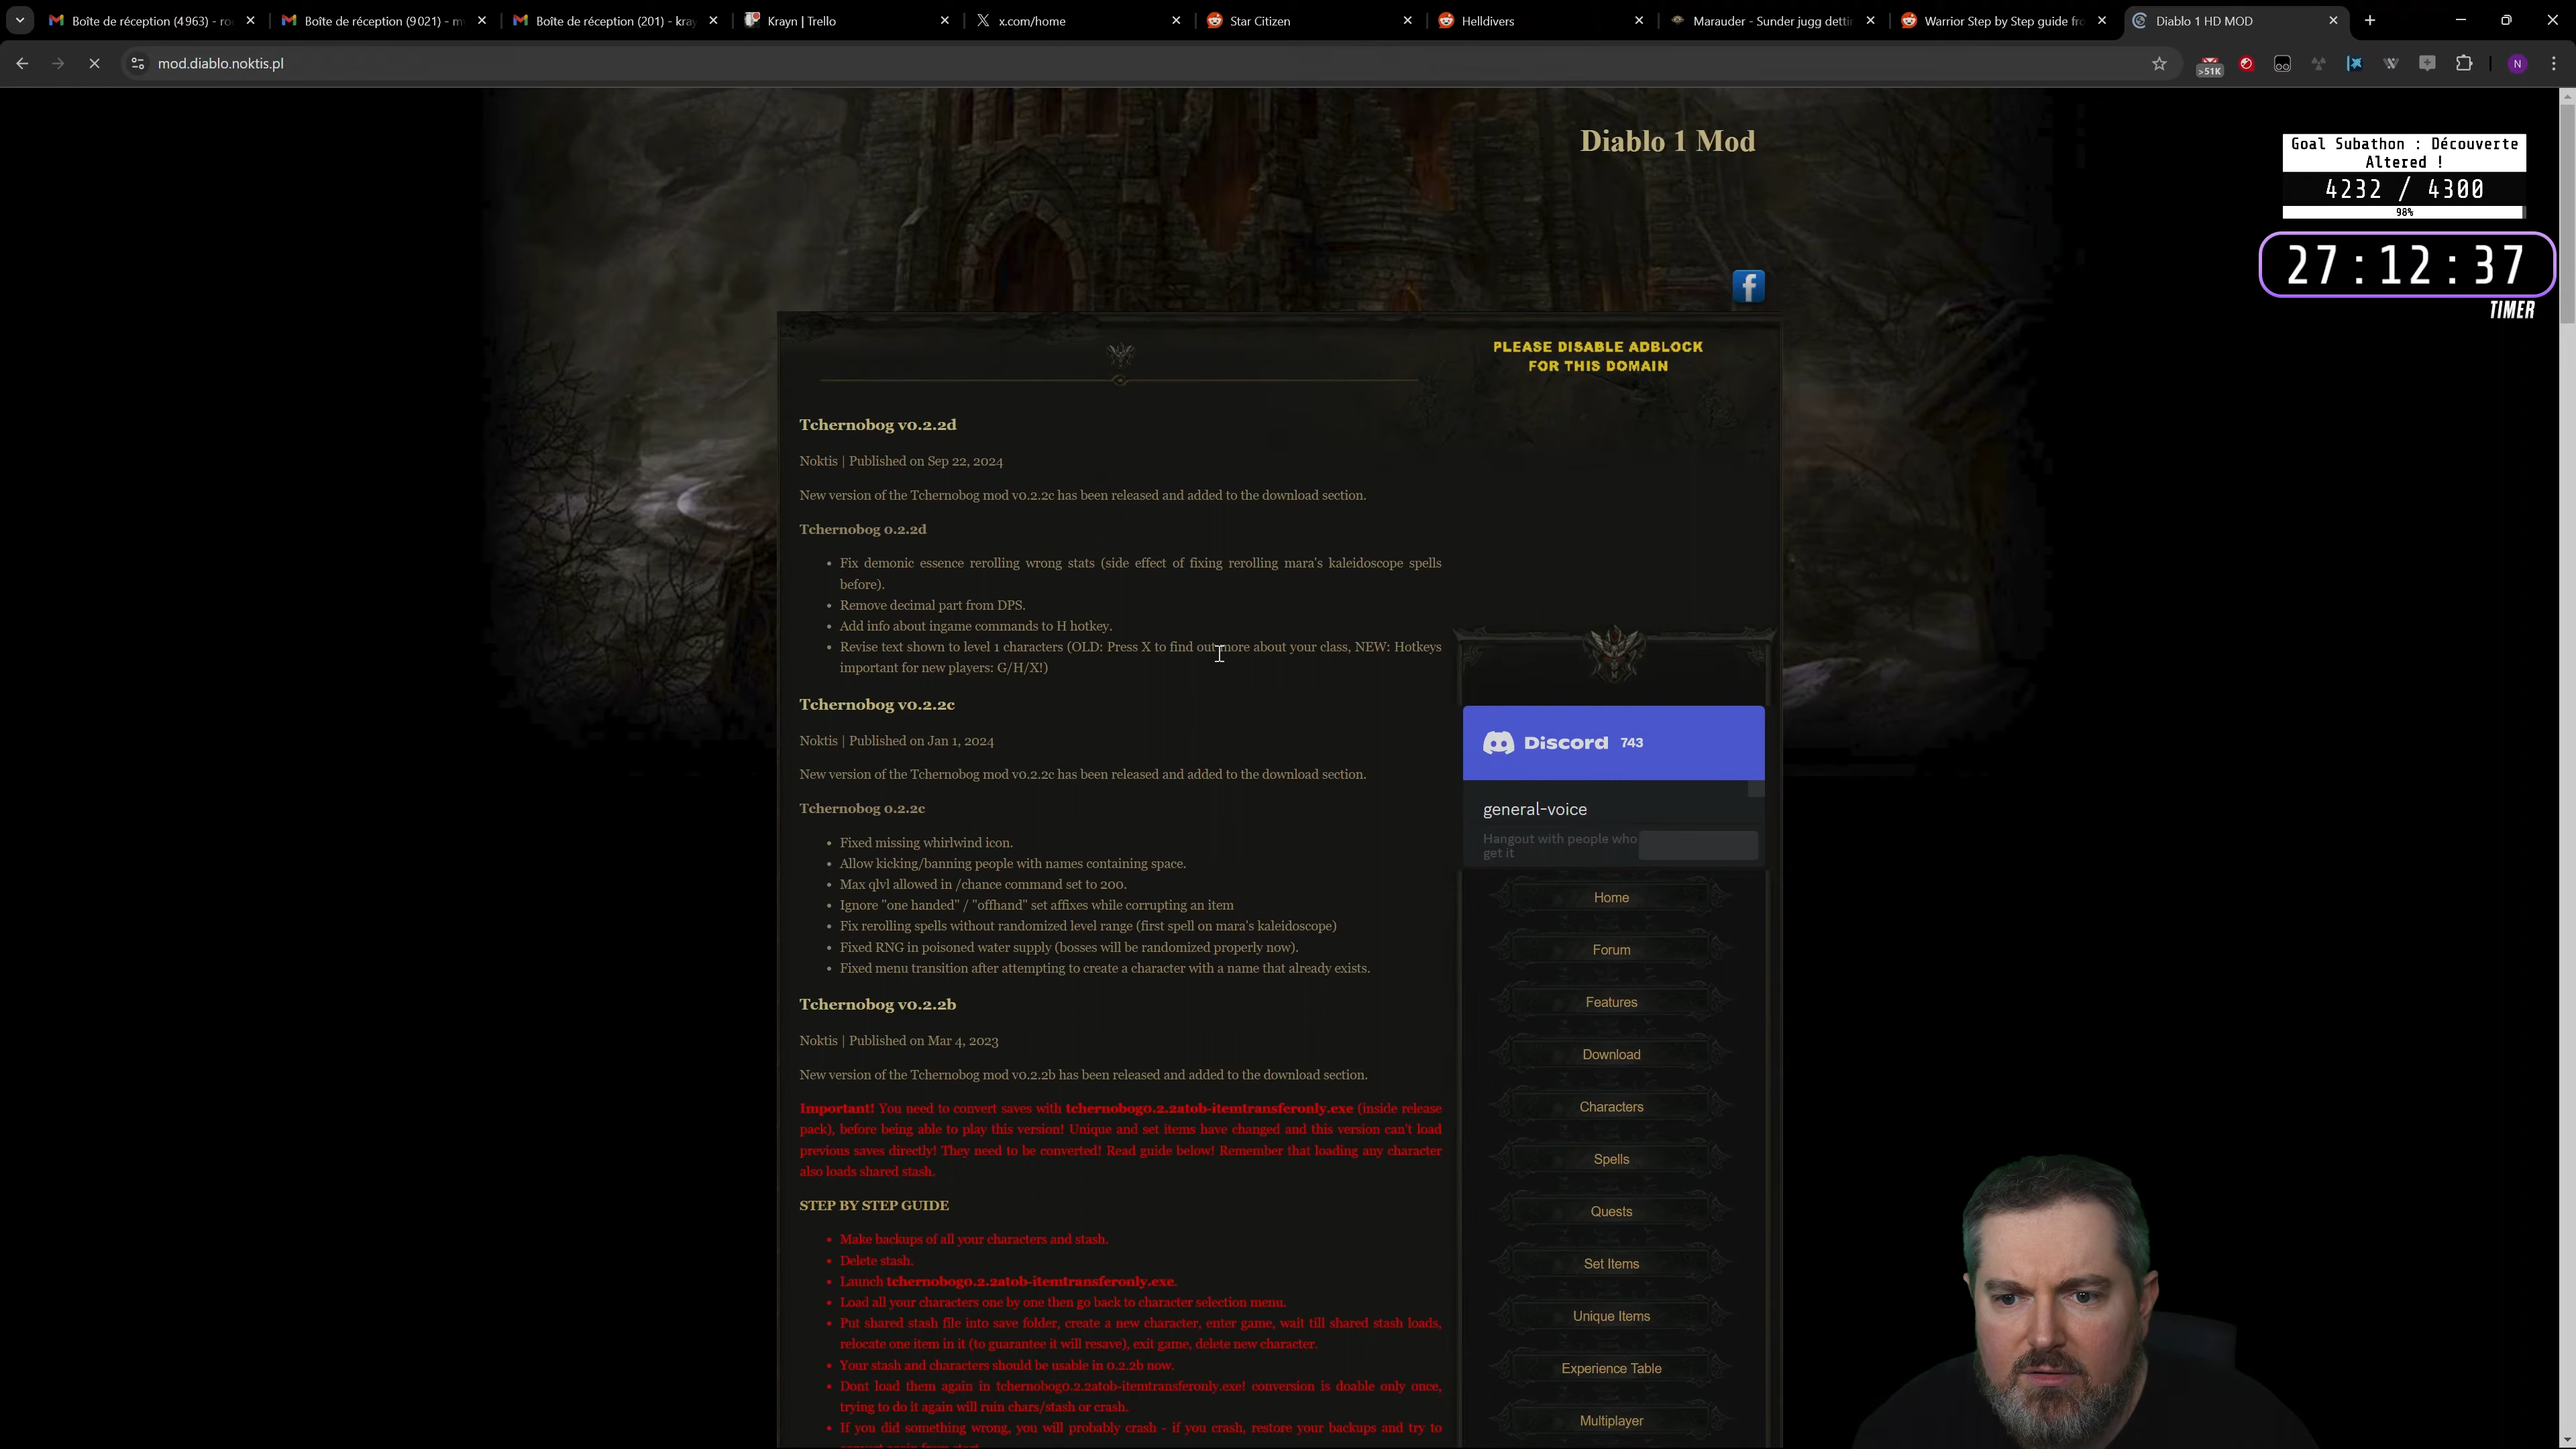 Boîte de réception (4 963) - ro
Boîte de réception (9 021) - m
Boîte de réception (201) - kray
Krayn | Trello
x.com/home
Star Citizen
Helldivers
Marauder - Sunder jugg dettin
Warrior Step by Step guide fro
Diablo 1 HD MOD
mod.diablo.noktis.pl
>51K
N
Diablo 1 Mod
Goal Subathon : Découverte
Altered !
4232 / 4300
98%
27:12:37
TIMER
f
PLEASE DISABLE ADBLOCK
FOR THIS DOMAIN
Tchernobog v0.2.2d
Noktis | Published on Sep 22, 2024
New version of the Tchernobog mod v0.2.2c has been released and added to the download section.
Tchernobog 0.2.2d
• Fix demonic essence rerolling wrong stats (side effect of fixing rerolling mara's kaleidoscope spells
before).
• Remove decimal part from DPS.
• Add info about ingame commands to H hotkey.
• Revise text shown to level 1 characters (OLD: Press X to find out more about your class, NEW: Hotkeys
important for new players: G/H/X!)
Tchernobog v0.2.2c
Noktis | Published on Jan 1, 2024
New version of the Tchernobog mod v0.2.2c has been released and added to the download section.
Tchernobog 0.2.2c
• Fixed missing whirlwind icon.
• Allow kicking/banning people with names containing space.
• Max qlvl allowed in /chance command set to 200.
• Ignore "one handed" / "offhand" set affixes while corrupting an item
• Fix rerolling spells without randomized level range (first spell on mara's kaleidoscope)
• Fixed RNG in poisoned water supply (bosses will be randomized properly now).
• Fixed menu transition after attempting to create a character with a name that already exists.
Tchernobog v0.2.2b
Noktis | Published on Mar 4, 2023
New version of the Tchernobog mod v0.2.2b has been released and added to the download section.
Important! You need to convert saves with tchernobog0.2.2atob-itemtransferonly.exe (inside release
pack), before being able to play this version! Unique and set items have changed and this version can't load
previous saves directly! They need to be converted! Read guide below! Remember that loading any character
also loads shared stash.
STEP BY STEP GUIDE
• Make backups of all your characters and stash.
• Delete stash.
• Launch tchernobog0.2.2atob-itemtransferonly.exe.
• Load all your characters one by one then go back to character selection menu.
• Put shared stash file into save folder, create a new character, enter game, wait till shared stash loads,
relocate one item in it (to guarantee it will resave), exit game, delete new character.
• Your stash and characters should be usable in 0.2.2b now.
• Dont load them again in tchernobog0.2.2atob-itemtransferonly.exe! conversion is doable only once,
trying to do it again will ruin chars/stash or crash.
• If you did something wrong, you will probably crash - if you crash, restore your backups and try to
Discord 743
general-voice
Hangout with people who
get it
Home
Forum
Features
Download
Characters
Spells
Quests
Set Items
Unique Items
Experience Table
Multiplayer